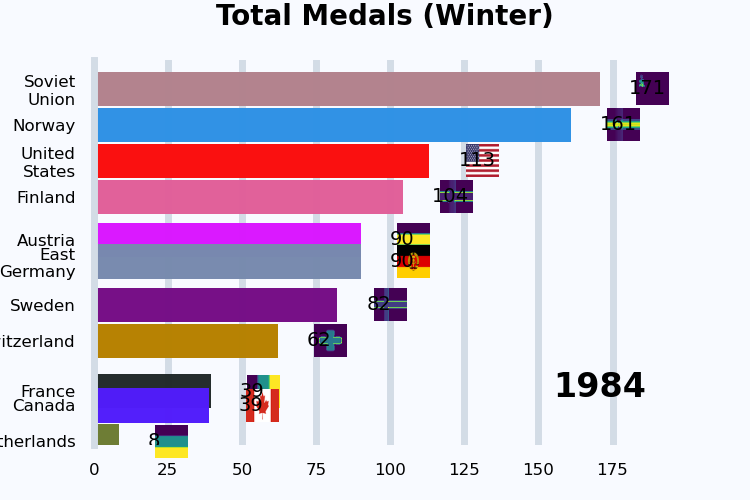 Total Medals (Winter)
Soviet
Union
171
Norway
161
United
States
113
Finland
104
Austria
90
East
Germany
90
Sweden
82
itzerland
62
France
39
Canada
39
therlands
8
1984
0 25 50 75 100 125 150 175